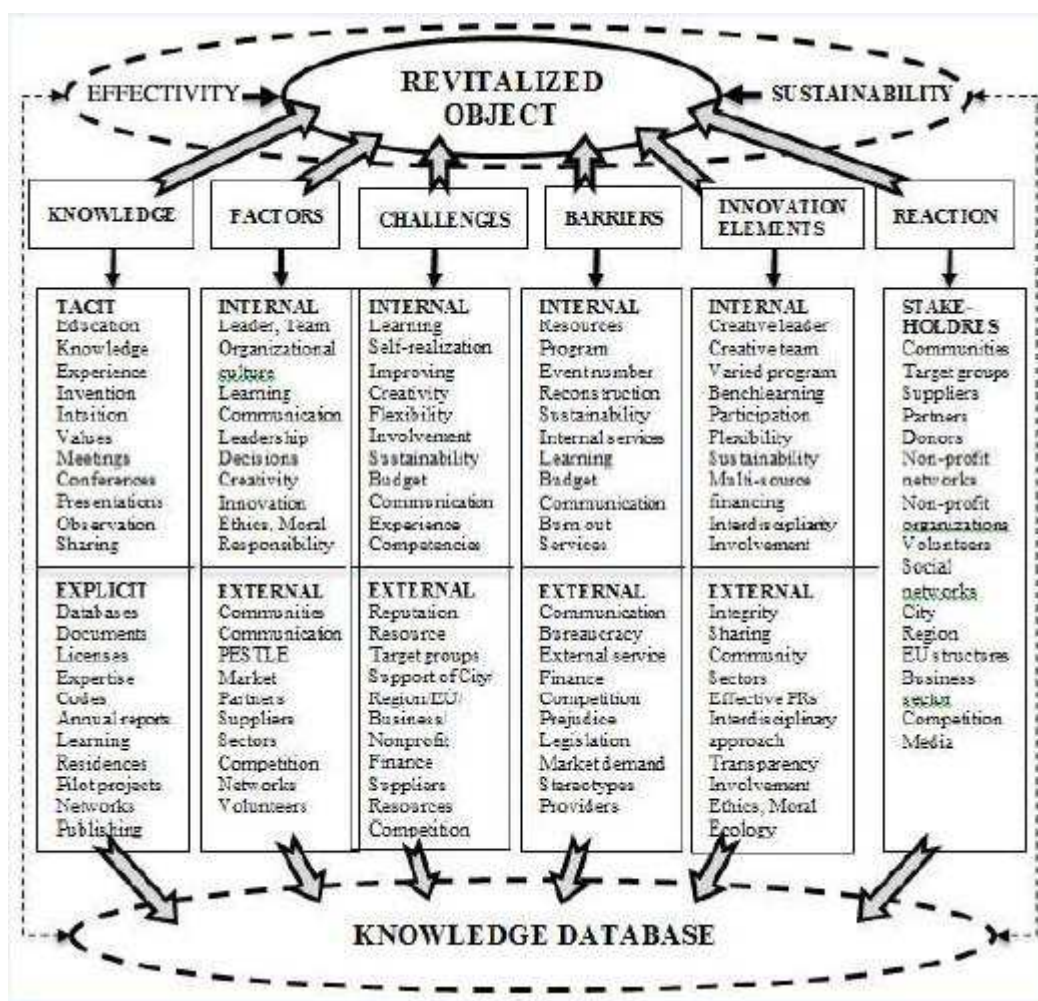 REVITALIZED
OBJECT
EFFECTIVITY
SUSTAINABILITY
KNOWLEDGE
FACTORS
CHALLENGES
BARRIERS
INNOVATION
ELEMENTS
REACTION
TACIT
Education
Knowledge
Experience
Invention
Intuition
Values
Meetings
Conferences
Presentations
Observation
Sharing
EXPLICIT
Databases
Documents
Licenses
Expertise
Codes
Annual reports
Learning
Residences
Pilot projects
Networks
Publishing
INTERNAL
Leader, Team
Organizational
culture
Learning
Communication
Leadership
Decisions
Creativity
Innovation
Ethics, Moral
Responsibility
EXTERNAL
Communities
Communication
PESTLE
Market
Partners
Suppliers
Sectors
Competition
Networks
Volunteers
INTERNAL
Learning
Self-realization
Improving
Creativity
Flexibility
Involvement
Sustainability
Budget
Communication
Experience
Competencies
EXTERNAL
Reputation
Resource
Target groups
Support of City/
Region/EU/
Business/
Nonprofit
Finance
Suppliers
Resources
Competition
INTERNAL
Resources
Program
Event number
Reconstruction
Sustainability
Internal services
Learning
Budget
Communication
Burn out
Services
EXTERNAL
Communication
Bureaucracy
External service
Finance
Competition
Prejudice
Legislation
Market demand
Stereotypes
Providers
INTERNAL
Creative leader
Creative team
Varied program
Benchlearning
Participation
Flexibility
Sustainability
Multi-source
financing
Interdiscipliarity
Involvement
EXTERNAL
Integrity
Sharing
Community
Sectors
Effective PRs
Interdisciplinary
approach
Transparency
Involvement
Ethics, Moral
Ecology
STAKE-
HOLDRES
Communities
Target groups
Suppliers
Partners
Donors
Non-profit
networks
Non-profit
organizations
Volunteers
Social
networks
City
Region
EU structures
Business
sector
Competition
Media
KNOWLEDGE DATABASE